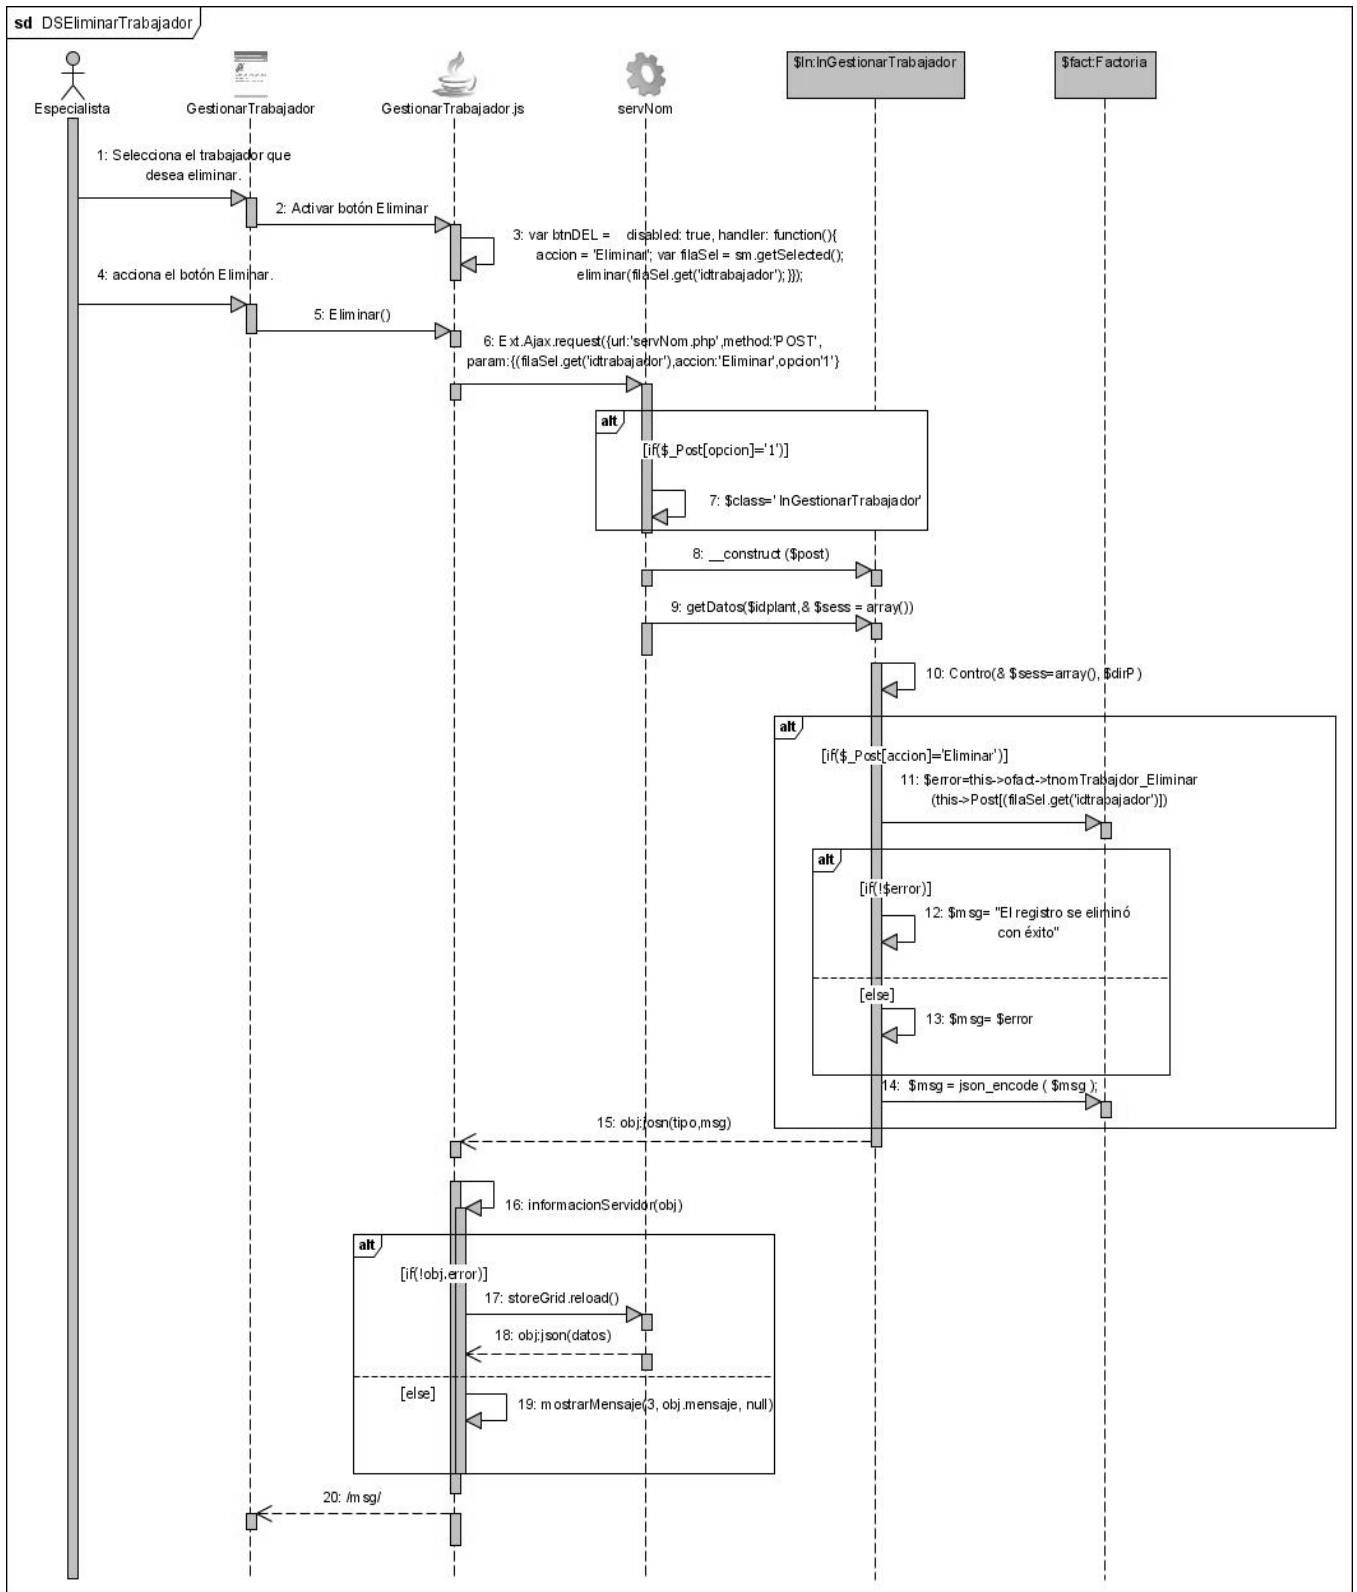 sd DSEliminarTrabajador
Especialista
GestionarTrabajador
GestionarTrabajador.js
servNom
$In:InGestionarTrabajador
$fact:Factoria
1: Selecciona el trabajador que
desea eliminar.
2: Activar botón Eliminar
3: var btnDEL = disabled: true, handler: function(){
accion = 'Eliminar'; var filaSel = sm.getSelected();
eliminar(filaSel.get('idtrabajador'); }});
4: acciona el botón Eliminar.
5: Eliminar()
6: Ext.Ajax.request({url:'servNom.php',method:'POST',
param:{(filaSel.get('idtrabajador'),accion:'Eliminar',opcion'1'}
alt
[if($_Post[opcion]='1')]
7: $class=' InGestionarTrabajador'
8: __construct ($post)
9: getDatos($idplant,& $sess = array())
10: Contro(& $sess=array(), $dirP )
alt
[if($_Post[accion]='Eliminar')]
11: $error=this->ofact->tnomTrabajdor_Eliminar
(this->Post[(filaSel.get('idtrabajador')])
alt
[if(!$error)]
12: $msg= "El registro se eliminó
con éxito"
[else]
13: $msg= $error
14: $msg = json_encode ( $msg );
15: obj:josn(tipo,msg)
16: informacionServidor(obj)
alt
[if(!obj.error)]
17: storeGrid.reload()
18: obj:json(datos)
[else]
19: mostrarMensaje(3, obj.mensaje, null)
20: /msg/